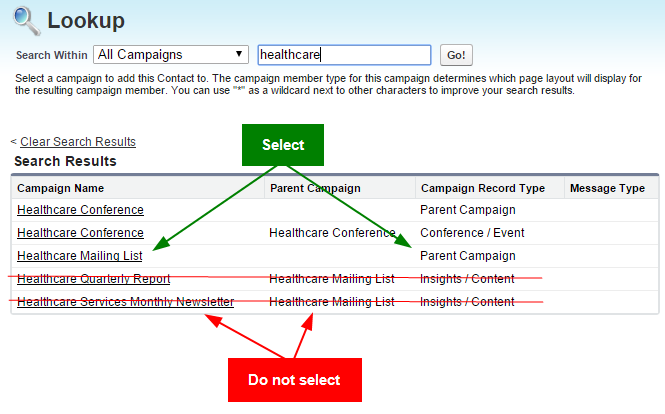 Lookup
Search Within All Campaigns healthcare Go!
Select a campaign to add this Contact to. The campaign member type for this campaign determines which page layout will display for
the resulting campaign member. You can use "*" as a wildcard next to other characters to improve your search results.
< Clear Search Results
Select
Search Results
Campaign Name Parent Campaign Campaign Record Type Message Type
Healthcare Conference Parent Campaign
Healthcare Conference Healthcare Conference Conference / Event
Healthcare Mailing List Parent Campaign
Healthcare Quarterly Report Healthcare Mailing List Insights / Content
Healthcare Services Monthly Newsletter Healthcare Mailing List Insights / Content
Do not select